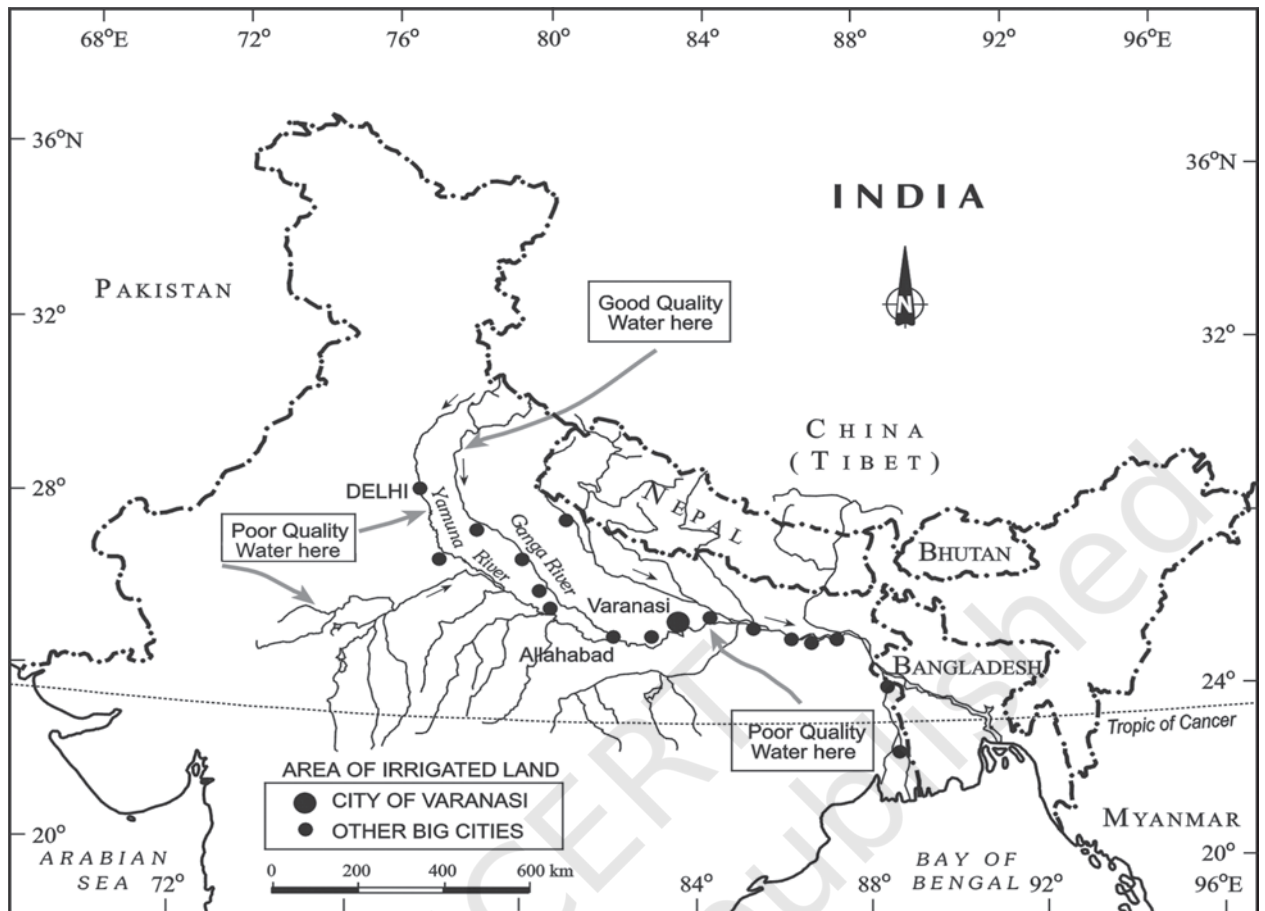 68°E 72° 76° 80° 84° 88° 92° 96°E
36°N
36°N
INDIA
N
PAKISTAN
Good Quality
Water here
32°
32°
CHINA
(TIBET)
28°
DELHI
NEPAL
Yamuna
River
Ganga River
Poor Quality
Water here
BHUTAN
Varanasi
Allahabad
BANGLADESH
24°
Poor Quality
Water here
Tropic of Cancer
AREA OF IRRIGATED LAND
CITY OF VARANASI
OTHER BIG CITIES
MYANMAR
20°
20°
0 200 400 600 km
ARABIAN
SEA 72°
84°
88°
BAY OF
BENGAL 92°
96°E